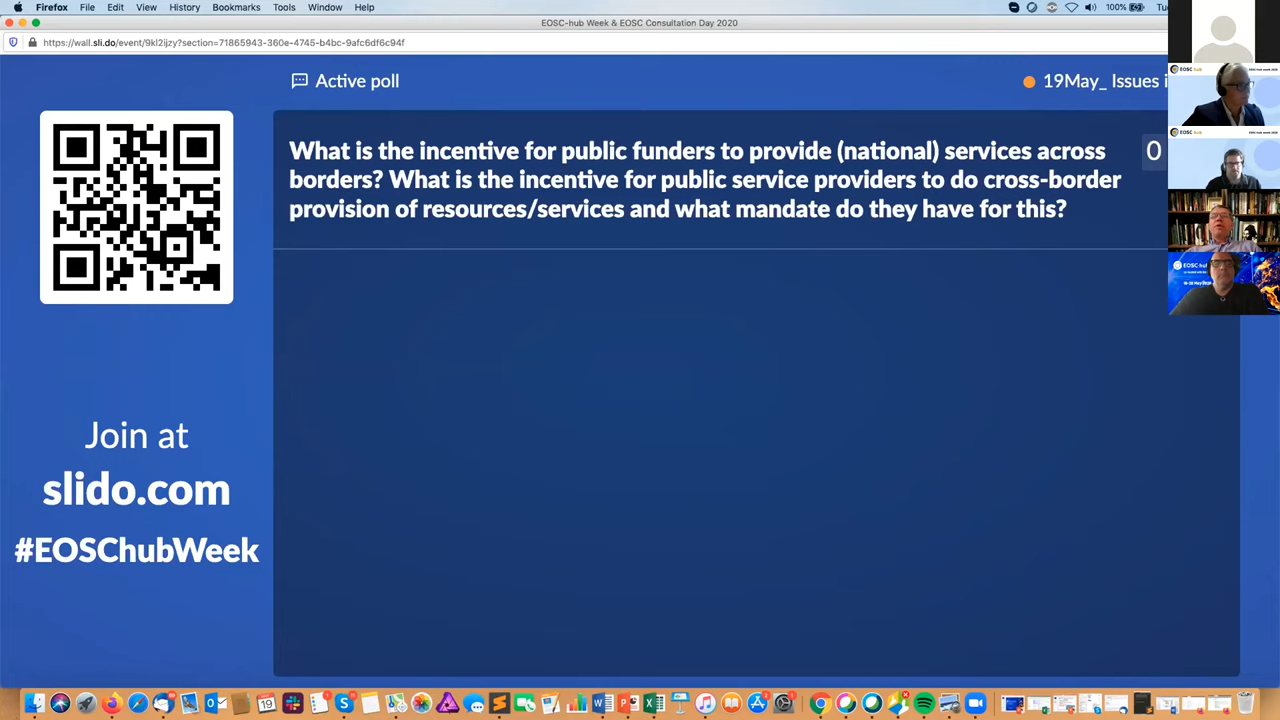 Firefox File Edit View History Bookmarks Tools Window Help
100%
EOSC-hub Week & EOSC Consultation Day 2020
https://wall.sli.do/event/9kl2ijzy?section=71865943-360e-4745-b4bc-9afc6df6c94f
Active poll
19May_ Issues
What is the incentive for public funders to provide (national) services across
borders? What is the incentive for public service providers to do cross-border
provision of resources/services and what mandate do they have for this?
0
Join at
slido.com
#EOSChubWeek
EOSC-hub
19